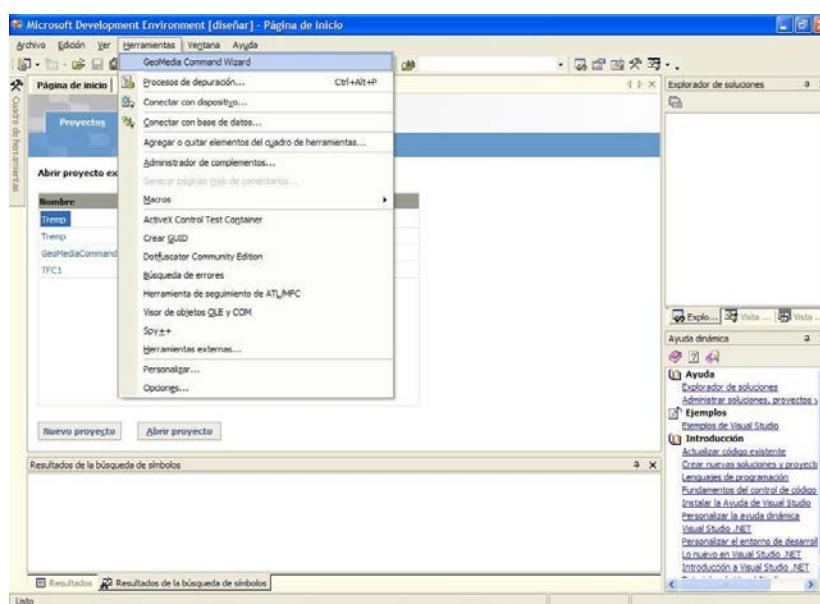 Microsoft Development Environment [diseñar] - Página de inicio
Archivo Edición Ver Herramientas Ventana Ayuda
Página de inicio
Cuadro de herramientas
Proyectos
Abrir proyecto ex
Nombre
Tremp
Tremp
GeoMediaCommand
TFC1
Nuevo proyecto
Abrir proyecto
GeoMedia Command Wizard
Procesos de depuración... Ctrl+Alt+P
Conectar con dispositivo...
Conectar con base de datos...
Agregar o quitar elementos del cuadro de herramientas...
Administrador de complementos...
Generar páginas Web de comentarios...
Macros
ActiveX Control Test Container
Crear GUID
Dotfuscator Community Edition
Búsqueda de errores
Herramienta de seguimiento de ATL/MFC
Visor de objetos OLE y COM
Spy++
Herramientas externas...
Personalizar...
Opciones...
Explorador de soluciones
Explo... Vista ... Vista ...
Ayuda dinámica
Ayuda
Explorador de soluciones
Administrar soluciones, proyectos y
Ejemplos
Ejemplos de Visual Studio
Introducción
Actualizar código existente
Crear nuevas soluciones y proyect
Lenguajes de programación
Fundamentos del control de código
Instalar la Ayuda de Visual Studio
Personalizar la ayuda dinámica
Visual Studio .NET
Personalizar el entorno de desarrol
Lo nuevo en Visual Studio .NET
Introducción a Visual Studio .NET
Resultados de la búsqueda de símbolos
Resultados
Resultados de la búsqueda de símbolos
Listo